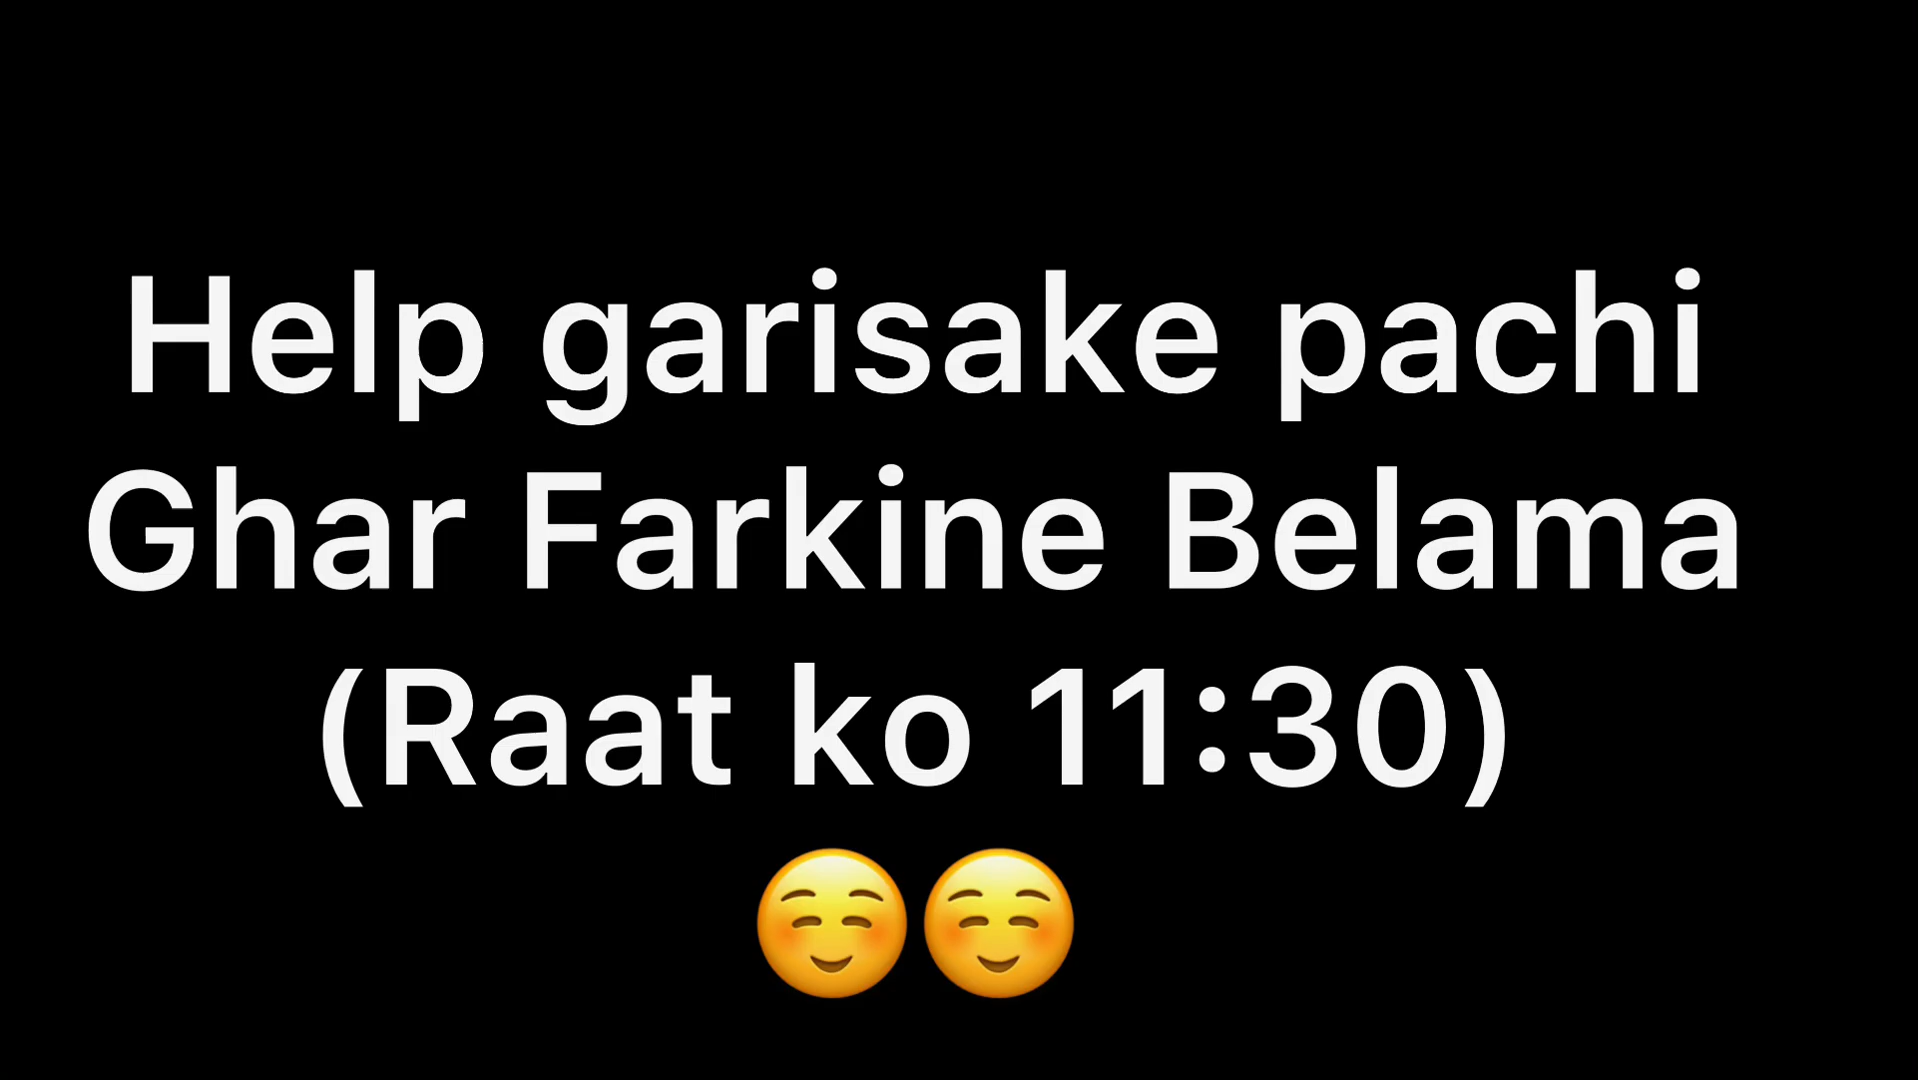 Help garisake pachi
Ghar Farkine Belama
(Raat ko 11:30)
☺️☺️